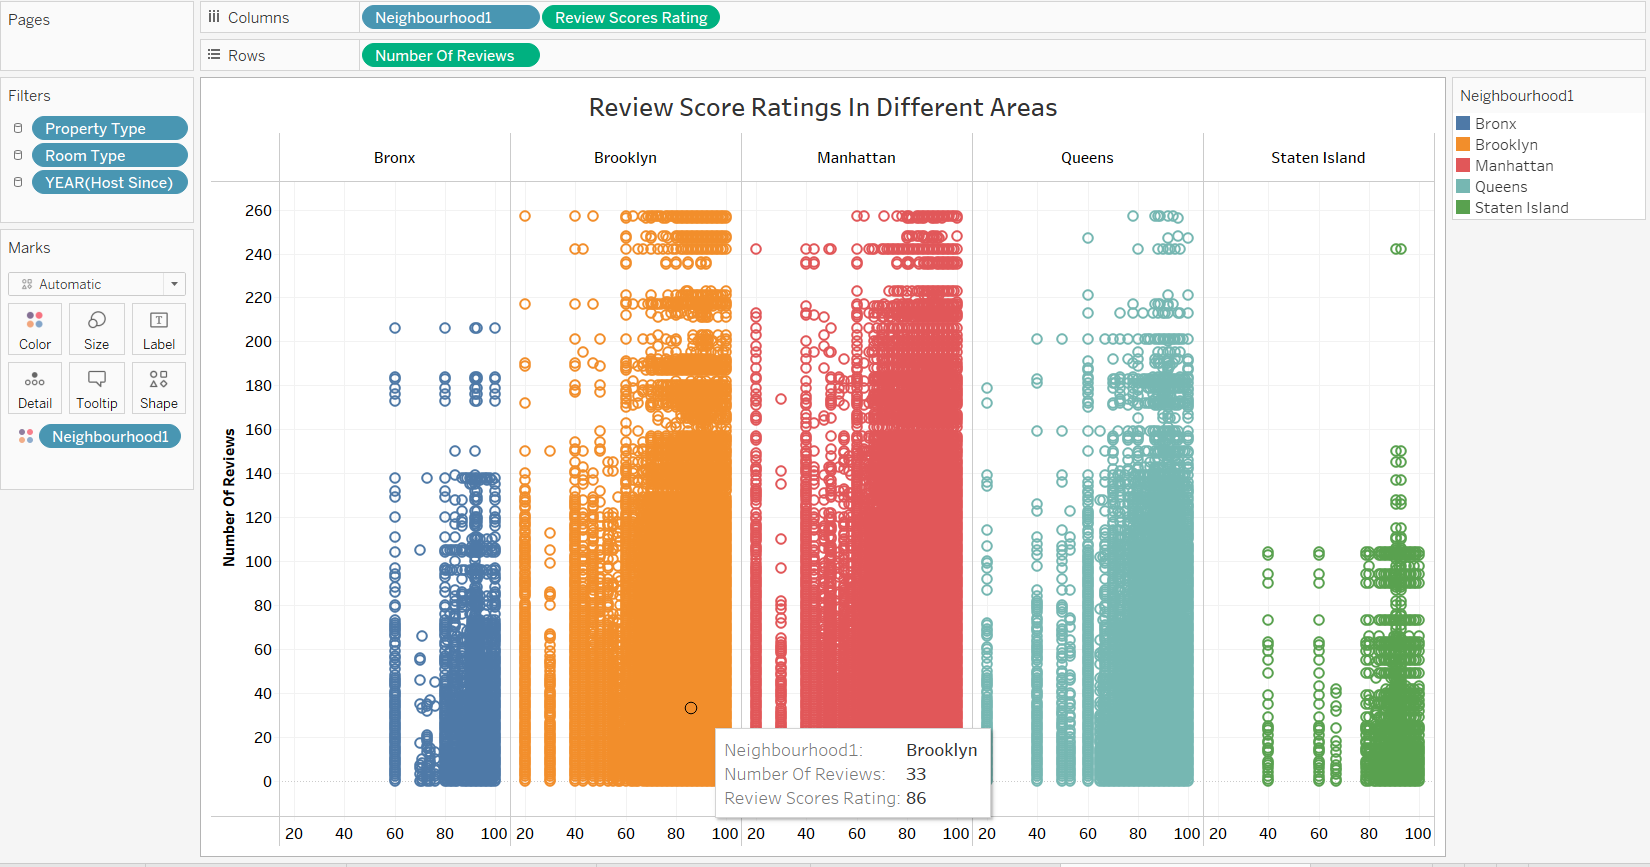 Pages
Columns
Neighbourhood1
Review Scores Rating
Rows
Number Of Reviews
Filters
Property Type
Room Type
YEAR(Host Since)
Marks
Automatic
Color
Size
Label
Detail
Tooltip
Shape
Neighbourhood1
Review Score Ratings In Different Areas
Bronx
Brooklyn
Manhattan
Queens
Staten Island
Number Of Reviews
260
240
220
200
180
160
140
120
100
80
60
40
20
0
Neighbourhood1: Brooklyn
Number Of Reviews: 33
Review Scores Rating: 86
20 40 60 80 100 20 40 60 80 100 20 40 60 80 100 20 40 60 80 100 20 40 60 80 100
Neighbourhood1
Bronx
Brooklyn
Manhattan
Queens
Staten Island